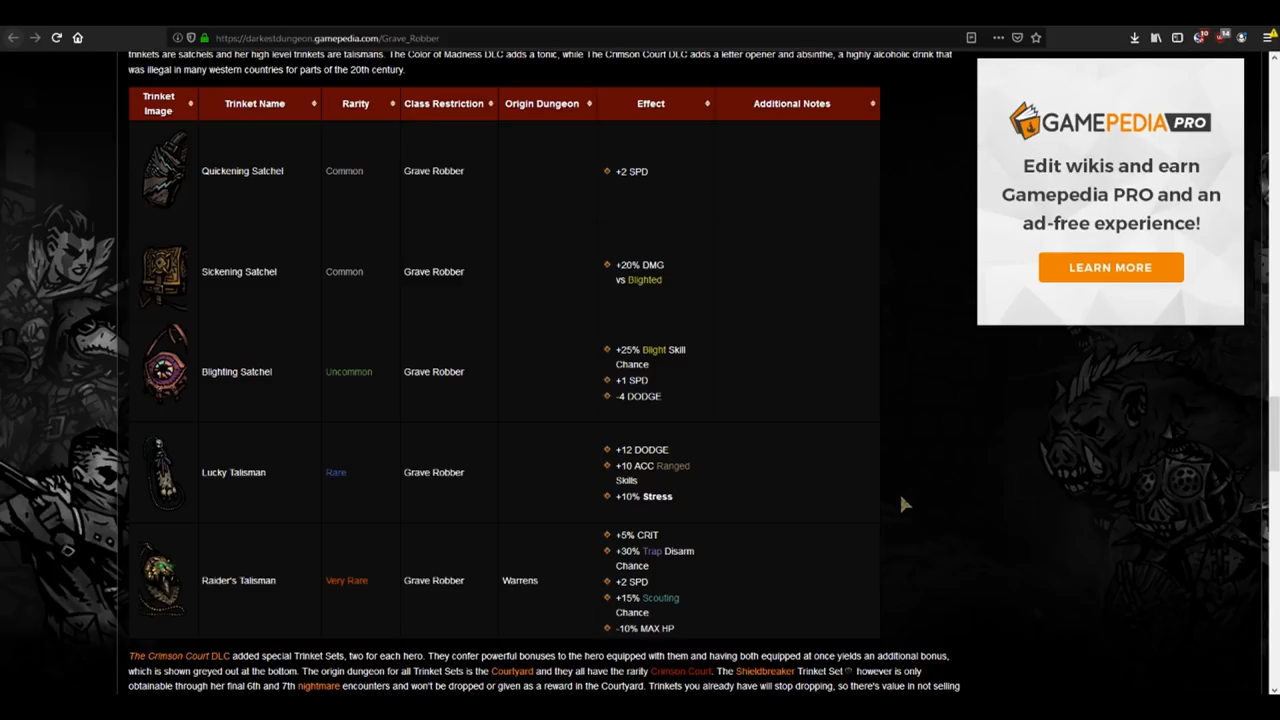 https://darkestdungeon.gamepedia.com/Grave_Robber
trinkets are satchels and her high level trinkets are talismans. The Color of Madness DLC adds a tonic, while The Crimson Court DLC adds a letter opener and absinthe, a highly alcoholic drink that
was illegal in many western countries for parts of the 20th century.
Trinket Image Trinket Name Rarity Class Restriction Origin Dungeon Effect Additional Notes
Quickening Satchel Common Grave Robber +2 SPD
Sickening Satchel Common Grave Robber +20% DMG
vs Blighted
Blighting Satchel Uncommon Grave Robber +25% Blight Skill
Chance
+1 SPD
-4 DODGE
Lucky Talisman Rare Grave Robber +12 DODGE
+10 ACC Ranged
Skills
+10% Stress
Raider's Talisman Very Rare Grave Robber Warrens +5% CRIT
+30% Trap Disarm
Chance
+2 SPD
+15% Scouting
Chance
-10% MAX HP
The Crimson Court DLC added special Trinket Sets, two for each hero. They confer powerful bonuses to the hero equipped with them and having both equipped at once yields an additional bonus,
which is shown greyed out at the bottom. The origin dungeon for all Trinket Sets is the Courtyard and they all have the rarity Crimson Court. The Shieldbreaker Trinket Set however is only
obtainable through her final 6th and 7th nightmare encounters and won't be dropped or given as a reward in the Courtyard. Trinkets you already have will stop dropping, so there's value in not selling
GAMEPEDIA PRO
Edit wikis and earn
Gamepedia PRO and an
ad-free experience!
LEARN MORE